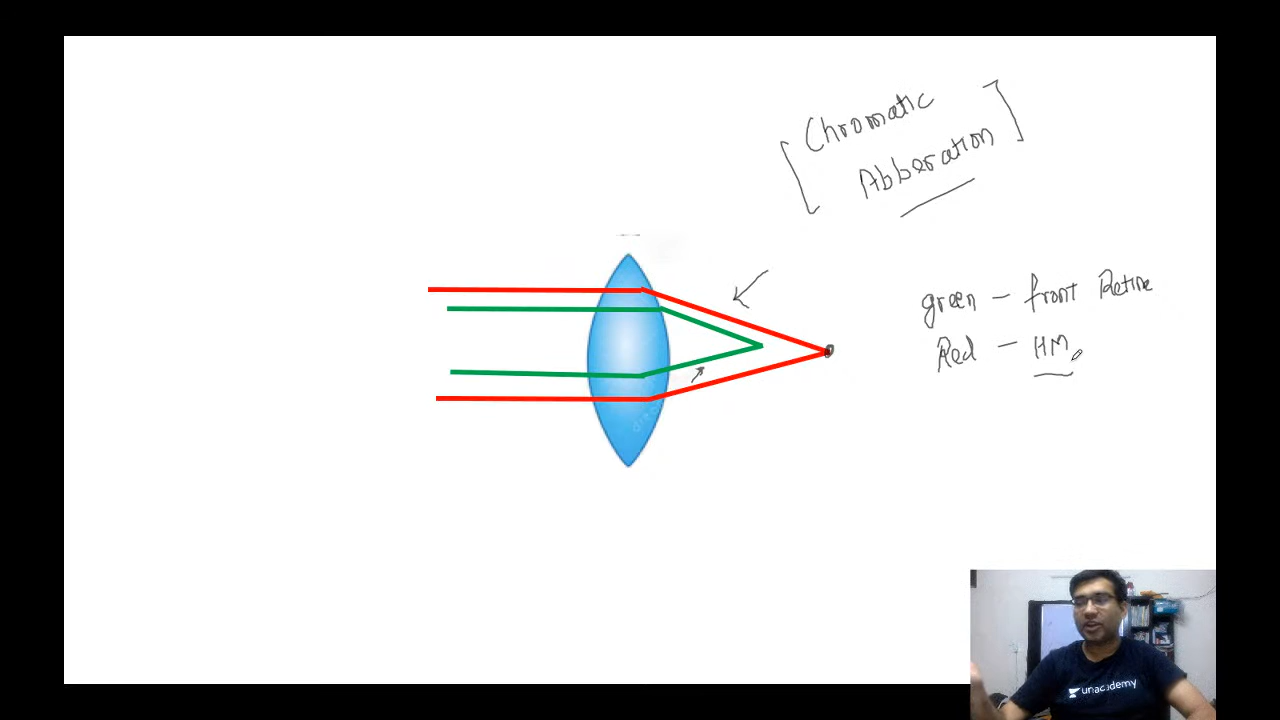 [Chromatic
Abberation]
green - front Retina
Red - HM
unacademy